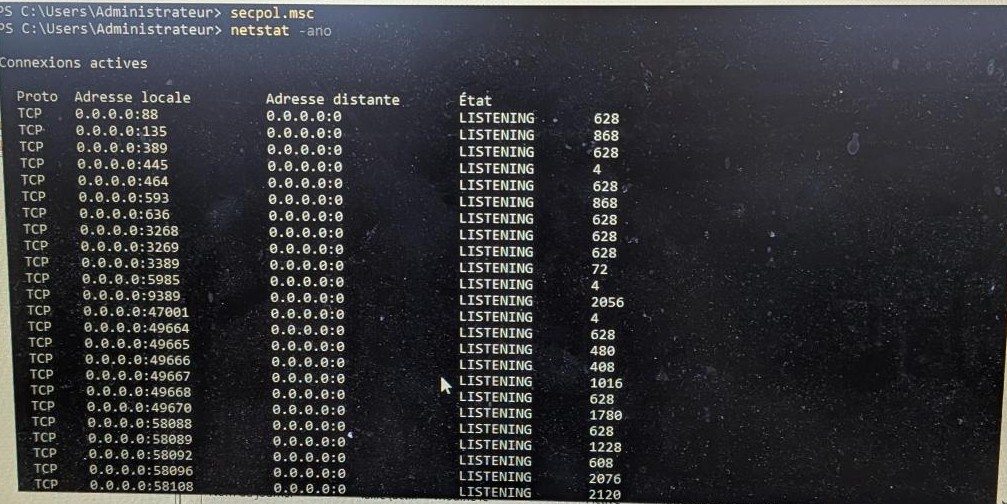 PS C:\Users\Administrateur> secpol.msc
PS C:\Users\Administrateur> netstat -ano
Connexions actives
Proto Adresse locale Adresse distante État
TCP 0.0.0.0:88 0.0.0.0:0 LISTENING 628
TCP 0.0.0.0:135 0.0.0.0:0 LISTENING 868
TCP 0.0.0.0:389 0.0.0.0:0 LISTENING 628
TCP 0.0.0.0:445 0.0.0.0:0 LISTENING 4
TCP 0.0.0.0:464 0.0.0.0:0 LISTENING 628
TCP 0.0.0.0:593 0.0.0.0:0 LISTENING 868
TCP 0.0.0.0:636 0.0.0.0:0 LISTENING 628
TCP 0.0.0.0:3268 0.0.0.0:0 LISTENING 628
TCP 0.0.0.0:3269 0.0.0.0:0 LISTENING 628
TCP 0.0.0.0:3389 0.0.0.0:0 LISTENING 72
TCP 0.0.0.0:5985 0.0.0.0:0 LISTENING 4
TCP 0.0.0.0:9389 0.0.0.0:0 LISTENING 2056
TCP 0.0.0.0:47001 0.0.0.0:0 LISTENING 4
TCP 0.0.0.0:49664 0.0.0.0:0 LISTENING 628
TCP 0.0.0.0:49665 0.0.0.0:0 LISTENING 480
TCP 0.0.0.0:49666 0.0.0.0:0 LISTENING 408
TCP 0.0.0.0:49667 0.0.0.0:0 LISTENING 1016
TCP 0.0.0.0:49668 0.0.0.0:0 LISTENING 628
TCP 0.0.0.0:49670 0.0.0.0:0 LISTENING 1780
TCP 0.0.0.0:58088 0.0.0.0:0 LISTENING 628
TCP 0.0.0.0:58089 0.0.0.0:0 LISTENING 1228
TCP 0.0.0.0:58092 0.0.0.0:0 LISTENING 608
TCP 0.0.0.0:58096 0.0.0.0:0 LISTENING 2076
TCP 0.0.0.0:58108 0.0.0.0:0 LISTENING 2120